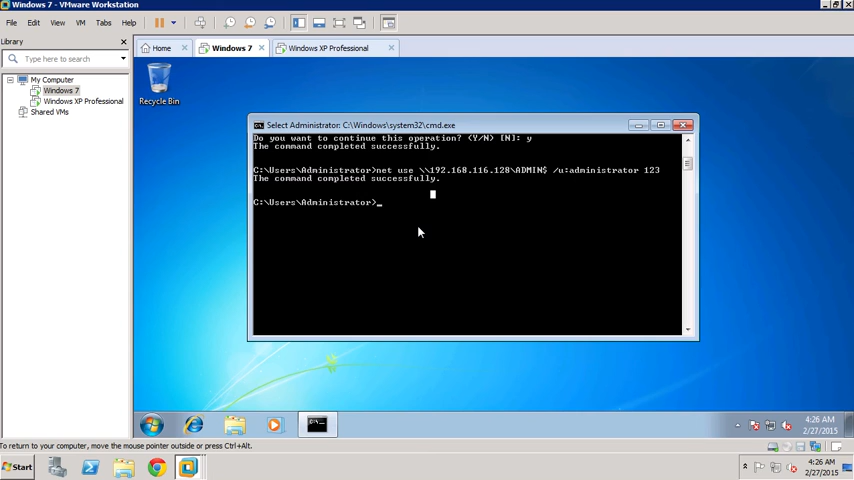 Windows 7 - VMware Workstation
File Edit View VM Tabs Help
Library
Type here to search
My Computer
Windows 7
Windows XP Professional
Shared VMs
Home
Windows 7
Windows XP Professional
Recycle Bin
Select Administrator: C:\Windows\system32\cmd.exe
Do you want to continue this operation? (Y/N) [N]: y
The command completed successfully.
C:\Users\Administrator>net use \\192.168.116.128\ADMIN$ /u:administrator 123
The command completed successfully.
C:\Users\Administrator>_
4:26 AM
2/27/2015
To return to your computer, move the mouse pointer outside or press Ctrl+Alt.
Start
4:26 AM
2/27/2015